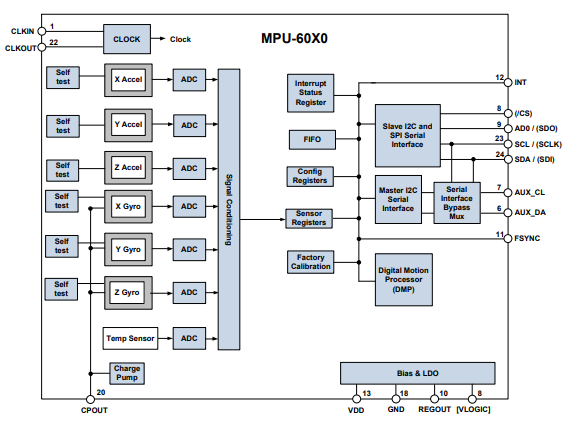 MPU-60X0
CLKIN 1
CLKOUT 22
CLOCK
Clock
Self
test
X Accel
ADC
Self
test
Y Accel
ADC
Self
test
Z Accel
ADC
Self
test
X Gyro
ADC
Self
test
Y Gyro
ADC
Self
test
Z Gyro
ADC
Temp Sensor
ADC
Signal Conditioning
Charge
Pump
20
CPOUT
Interrupt
Status
Register
FIFO
Config
Registers
Sensor
Registers
Factory
Calibration
Slave I2C and
SPI Serial
Interface
Master I2C
Serial
Interface
Serial
Interface
Bypass
Mux
Digital Motion
Processor
(DMP)
12 INT
8 (/CS)
9 AD0 / (SDO)
23 SCL / (SCLK)
24 SDA / (SDI)
7 AUX_CL
6 AUX_DA
11 FSYNC
Bias & LDO
13
VDD
18
GND
10
REGOUT
8
[VLOGIC]